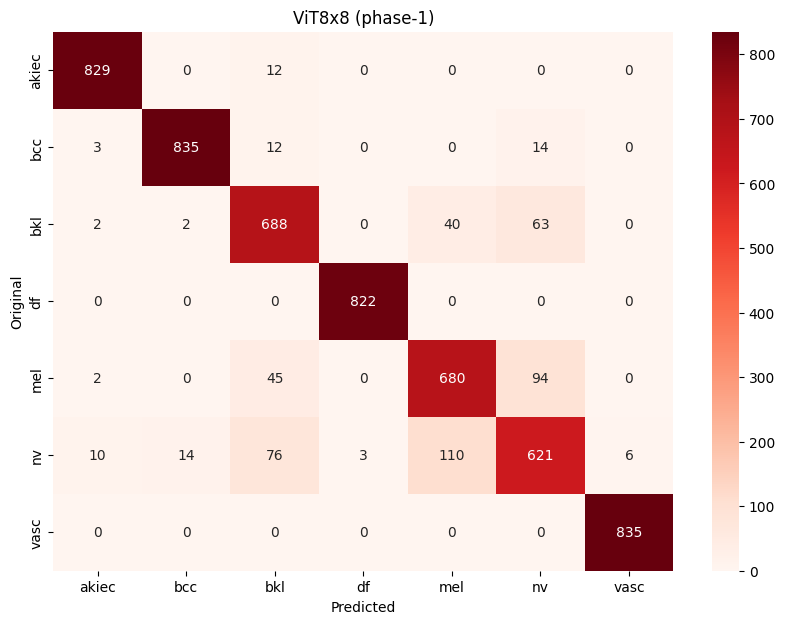 ViT8x8 (phase-1)
akiec 829 0 12 0 0 0 0
bcc 3 835 12 0 0 14 0
bkl 2 2 688 0 40 63 0
df 0 0 0 822 0 0 0
mel 2 0 45 0 680 94 0
nv 10 14 76 3 110 621 6
vasc 0 0 0 0 0 0 835
akiec bcc bkl df mel nv vasc
Predicted
Original
800
700
600
500
400
300
200
100
0